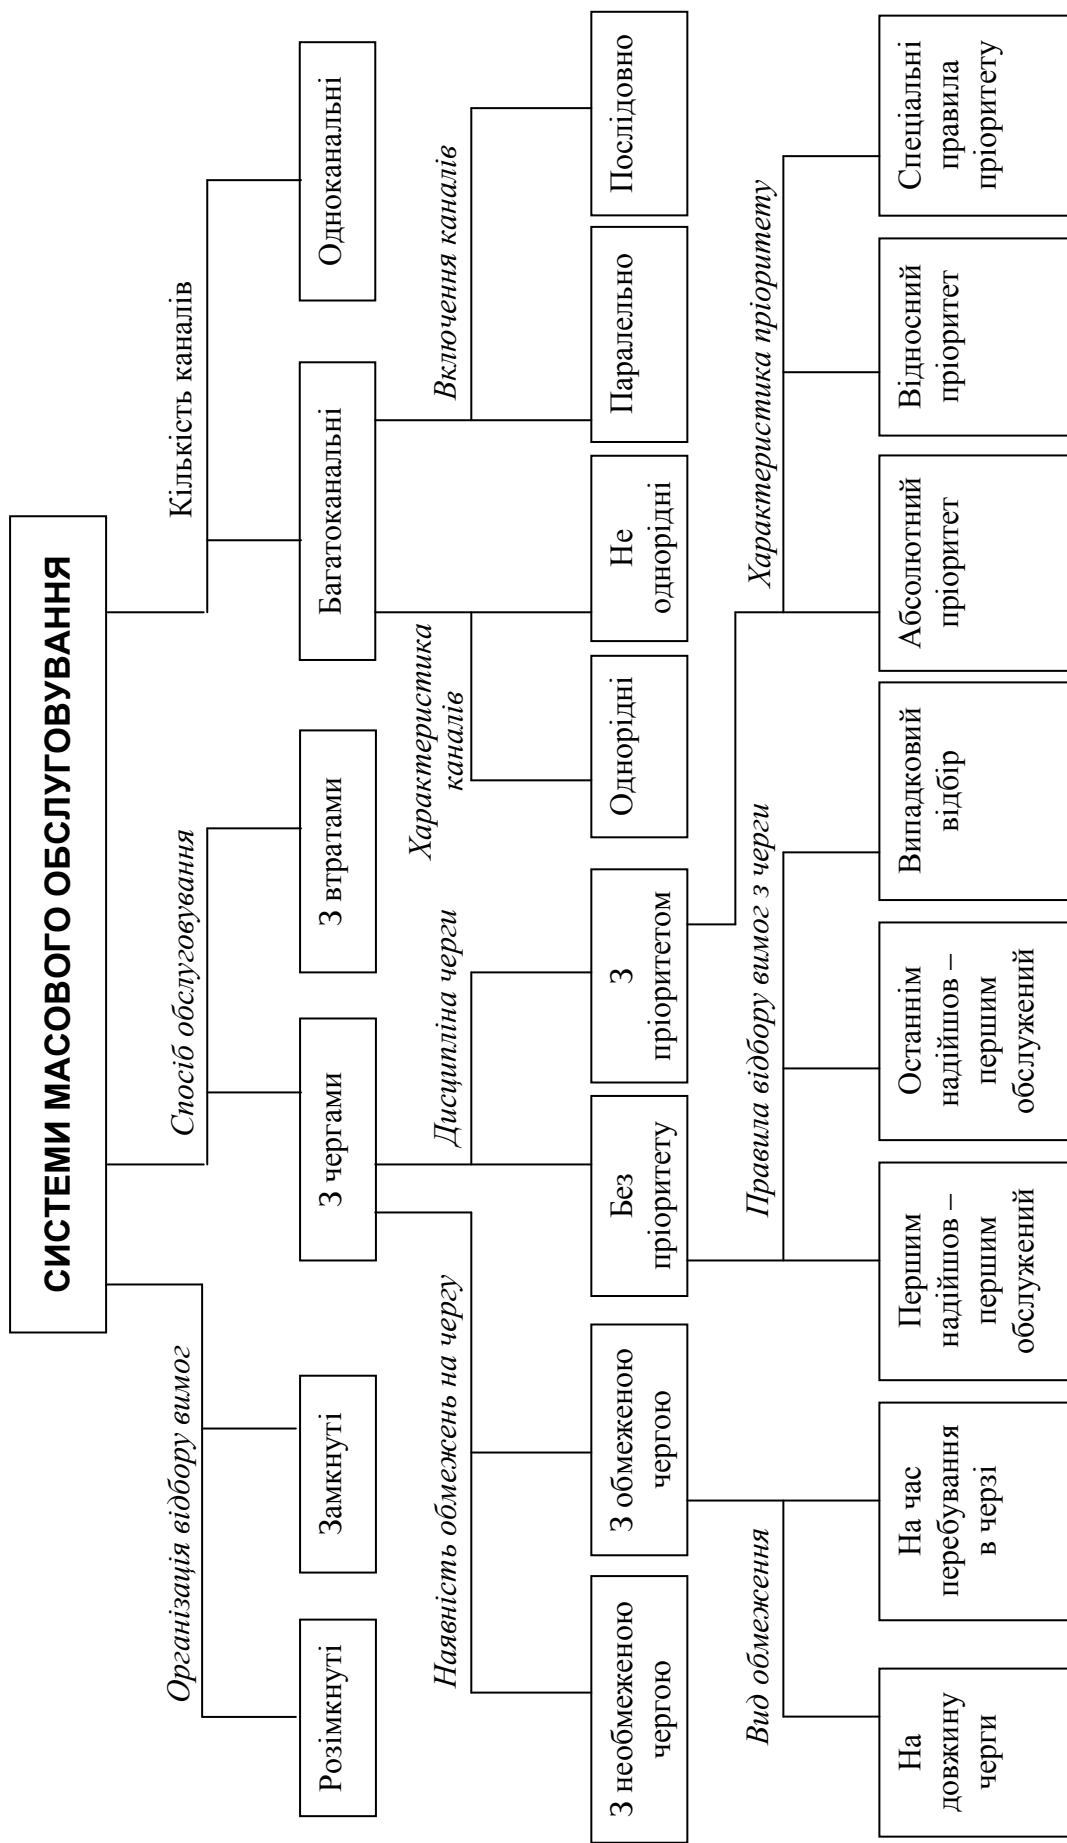 СИСТЕМИ МАСОВОГО ОБСЛУГОВУВАННЯ
Організація відбору вимог
Спосіб обслуговування
Кількість каналів
Розімкнуті
Замкнуті
З чергами
З втратами
Багатоканальні
Одноканальні
Наявність обмежень на чергу
Дисципліна черги
Характеристика
каналів
Включення каналів
З необмеженою
чергою
З обмеженою
чергою
Без
пріоритету
З
пріоритетом
Однорідні
Не
однорідні
Паралельно
Послідовно
Вид обмеження
Правила відбору вимог з черги
Характеристика пріоритету
На
довжину
черги
На час
перебування
в черзі
Першим
надійшов –
першим
обслужений
Останнім
надійшов –
першим
обслужений
Випадковий
відбір
Абсолютний
пріоритет
Відносний
пріоритет
Спеціальні
правила
пріоритету